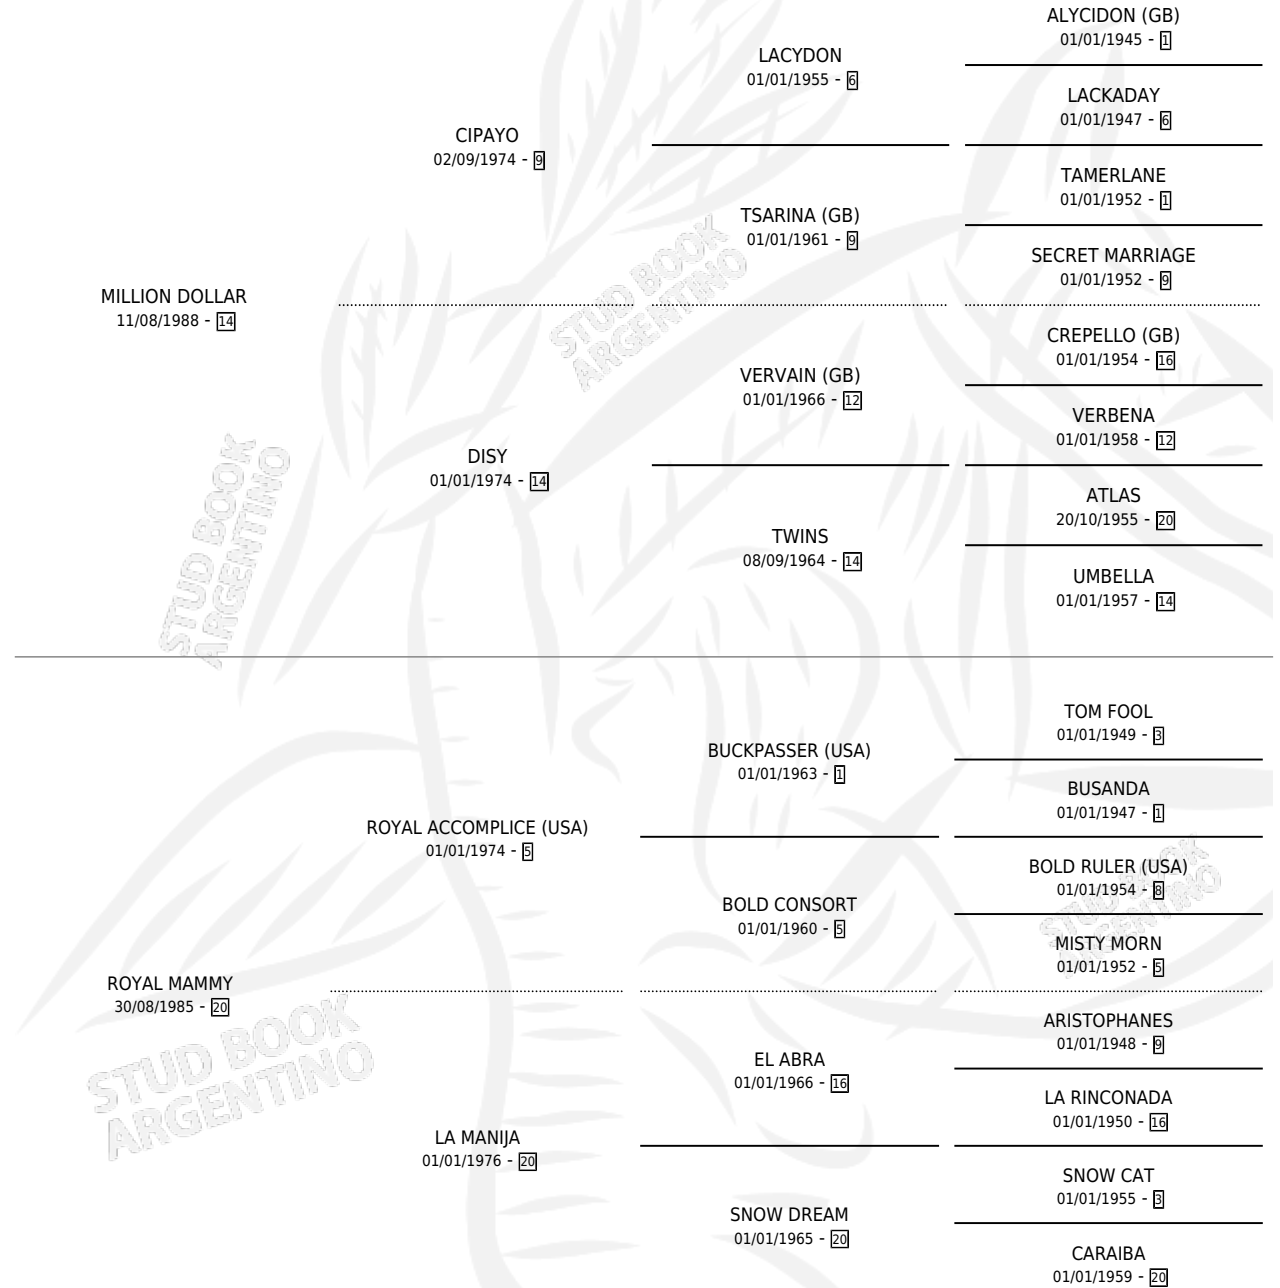 ALYCIDON (GB)
01/01/1945 - 1
LACYDON
01/01/1955 - 6
LACKADAY
01/01/1947 - 6
CIPAYO
02/09/1974 - 9
TAMERLANE
01/01/1952 - 1
TSARINA (GB)
01/01/1961 - 9
SECRET MARRIAGE
01/01/1952 - 9
MILLION DOLLAR
11/08/1988 - 14
CREPELLO (GB)
01/01/1954 - 16
VERVAIN (GB)
01/01/1966 - 12
VERBENA
01/01/1958 - 12
DISY
01/01/1974 - 14
ATLAS
20/10/1955 - 20
TWINS
08/09/1964 - 14
UMBELLA
01/01/1957 - 14
TOM FOOL
01/01/1949 - 3
BUCKPASSER (USA)
01/01/1963 - 1
BUSANDA
01/01/1947 - 1
ROYAL ACCOMPLICE (USA)
01/01/1974 - 5
BOLD RULER (USA)
01/01/1954 - 8
BOLD CONSORT
01/01/1960 - 5
MISTY MORN
01/01/1952 - 5
ROYAL MAMMY
30/08/1985 - 20
ARISTOPHANES
01/01/1948 - 9
EL ABRA
01/01/1966 - 16
LA RINCONADA
01/01/1950 - 16
LA MANIJA
01/01/1976 - 20
SNOW CAT
01/01/1955 - 3
SNOW DREAM
01/01/1965 - 20
CARAIBA
01/01/1959 - 20
STUD BOOK
ARGENTINO
STUD BOOK
ARGENTINO
STUD BOOK
ARGENTINO
STUD BOOK
ARGENTINO